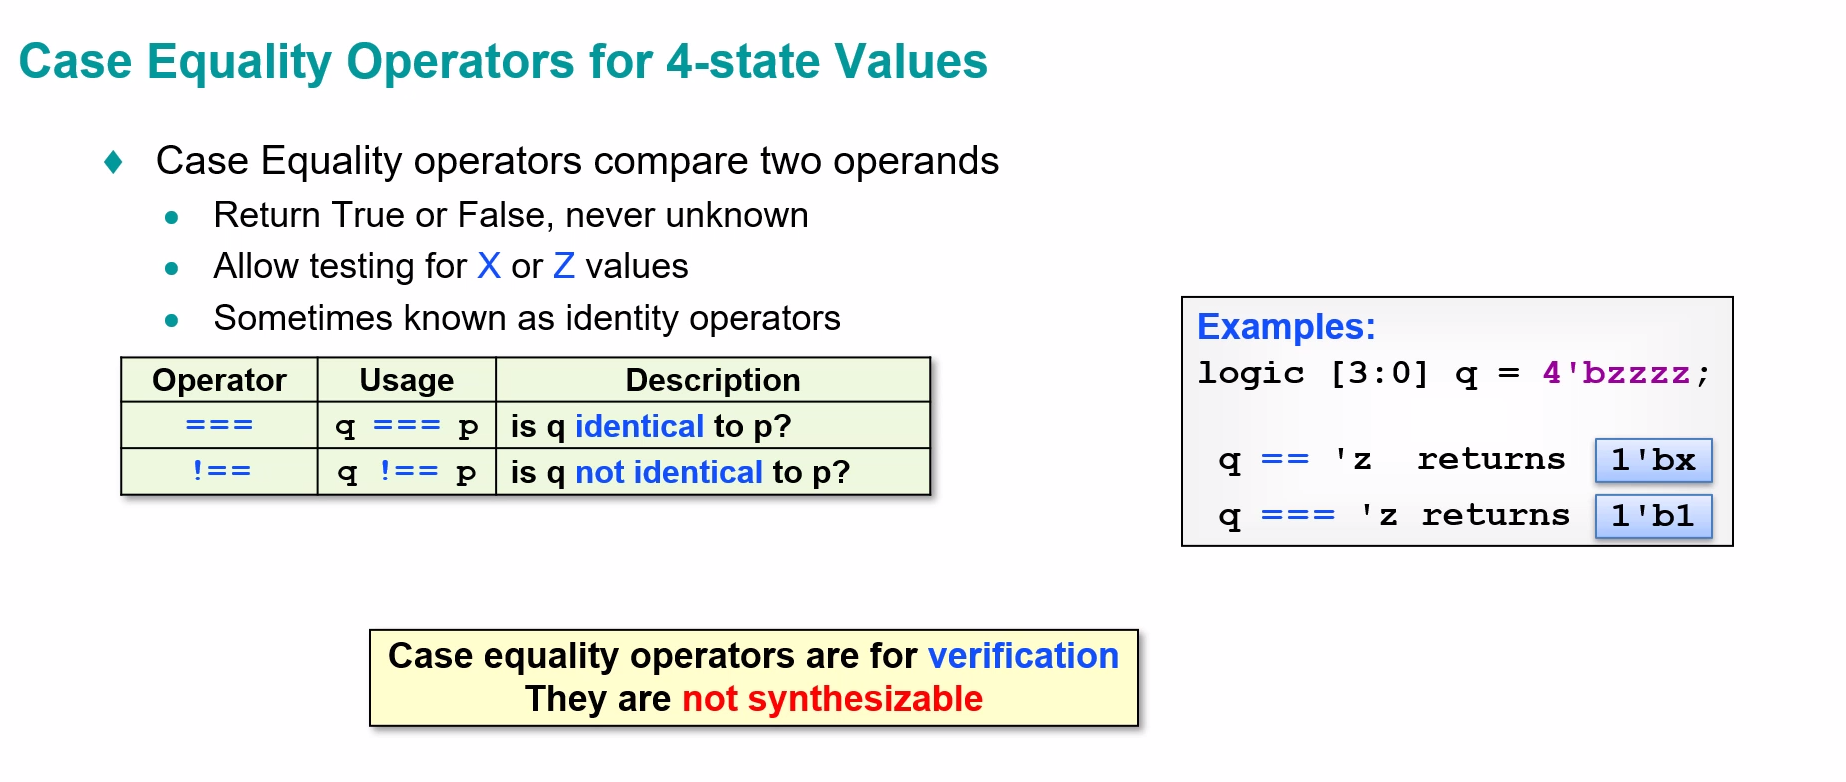 Case Equality Operators for 4-state Values
Case Equality operators compare two operands
Return True or False, never unknown
Allow testing for X or Z values
Sometimes known as identity operators
Operator Usage Description
=== q === p is q identical to p?
!== q !== p is q not identical to p?
Examples:
logic [3:0] q = 4'bzzzz;
q == 'z returns 1'bx
q === 'z returns 1'b1
Case equality operators are for verification
They are not synthesizable